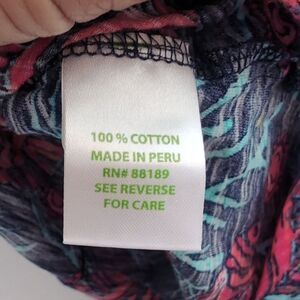 100 % COTTON
MADE IN PERU
RN# 88189
SEE REVERSE
FOR CARE